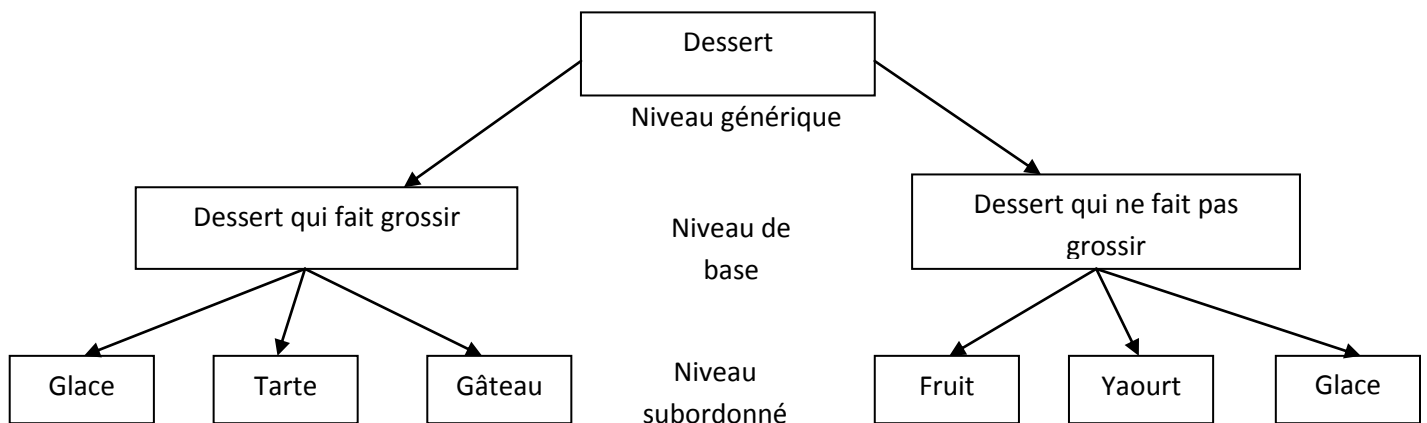 Dessert
Niveau générique
Dessert qui fait grossir
Niveau de
base
Dessert qui ne fait pas
grossir
Glace
Tarte
Gâteau
Niveau
subordonné
Fruit
Yaourt
Glace